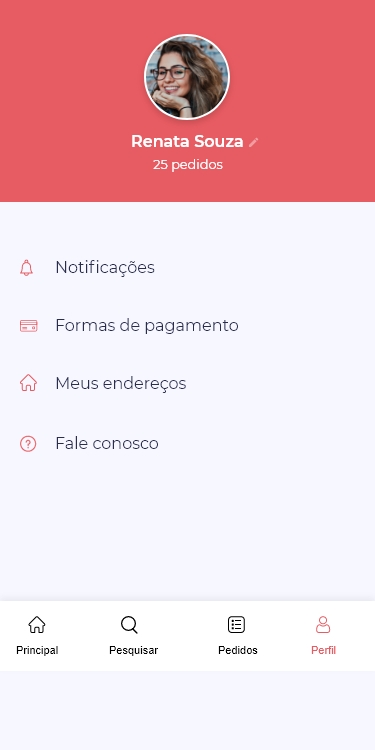 Renata Souza
25 pedidos
Notificações
Formas de pagamento
Meus endereços
Fale conosco
Principal
Pesquisar
Pedidos
Perfil